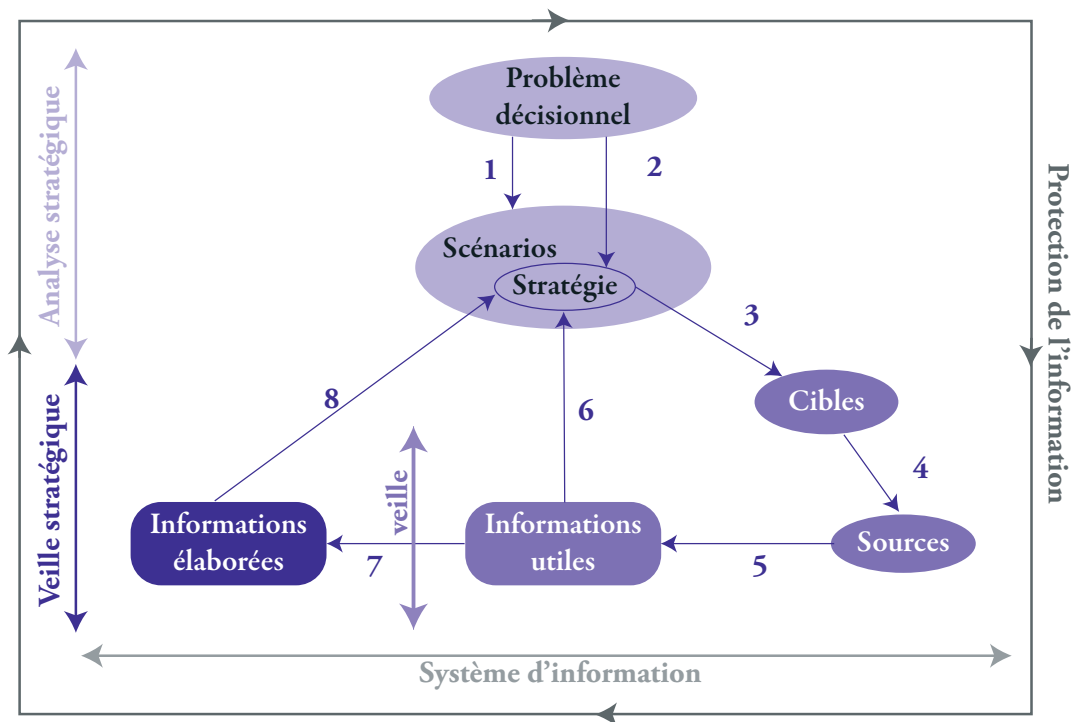 Problème
décisionnel
1
2
Scénarios
Stratégie
3
Cibles
4
Sources
5
Informations
utiles
6
7
Informations
élaborées
8
veille
Analyse stratégique
Veille stratégique
Protection de l'information
Système d'information